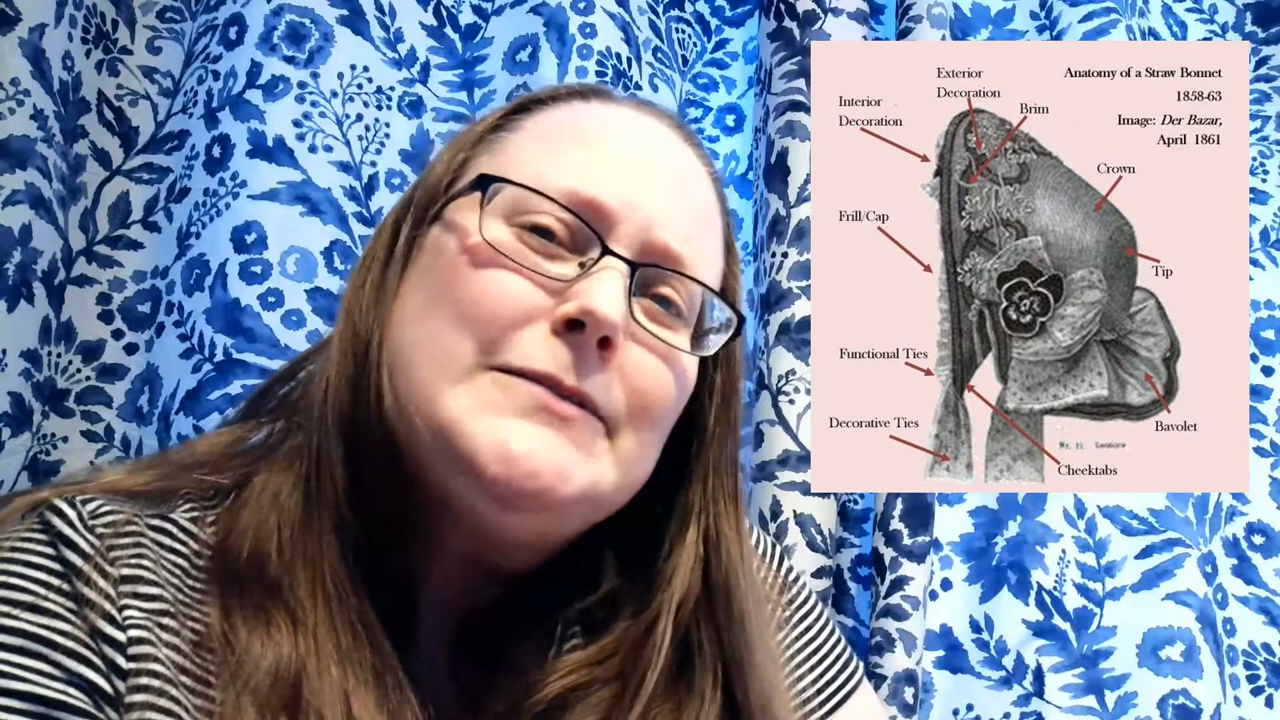 Anatomy of a Straw Bonnet
1858-63
Image: Der Bazar,
April 1861
Exterior
Decoration
Interior
Decoration
Brim
Crown
Frill/Cap
Tip
Functional Ties
Decorative Ties
Bavolet
Cheektabs